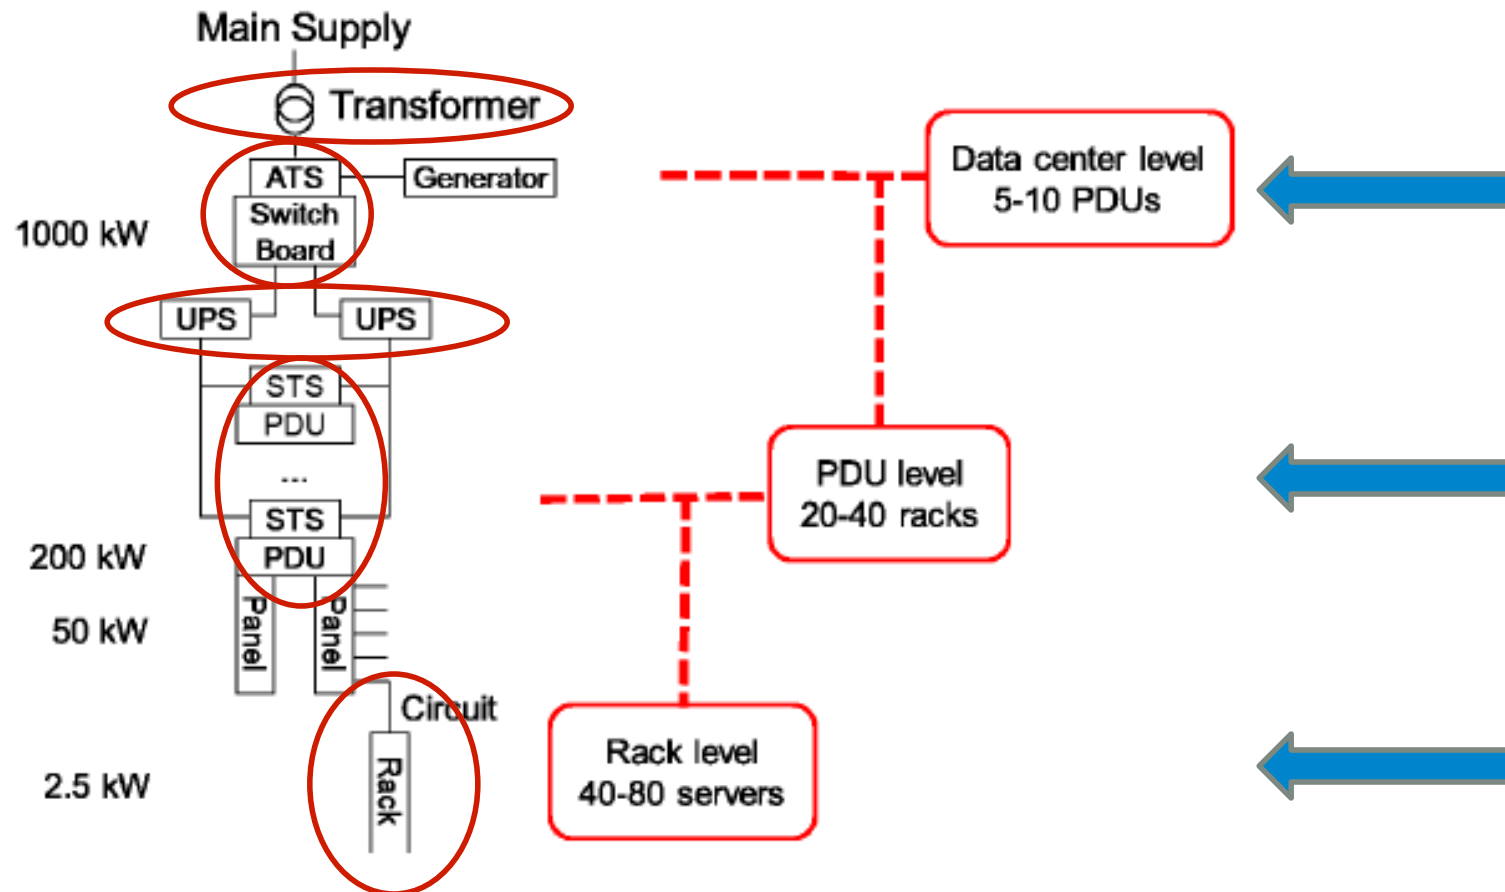 Main Supply
Transformer
ATS
Generator
Switch
Board
1000 kW
UPS
UPS
STS
PDU
...
STS
PDU
200 kW
Panel
Panel
50 kW
Circuit
Rack
2.5 kW
Data center level
5-10 PDUs
PDU level
20-40 racks
Rack level
40-80 servers